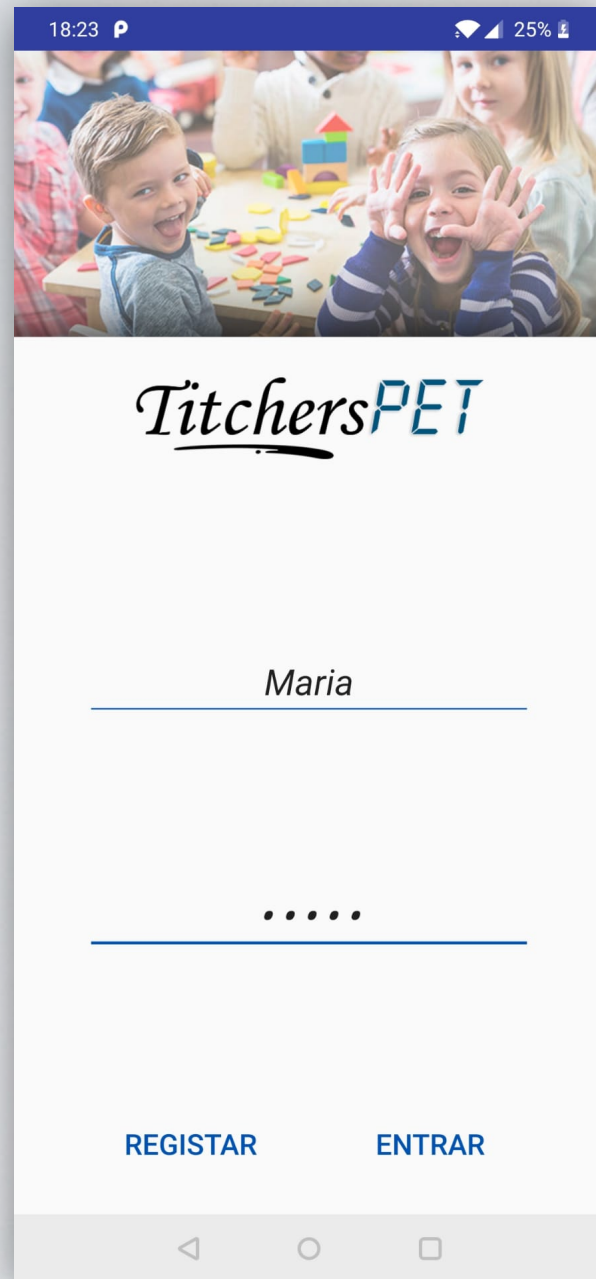 18:23 P 25%
TitchersPET
Maria
•••••
REGISTAR ENTRAR